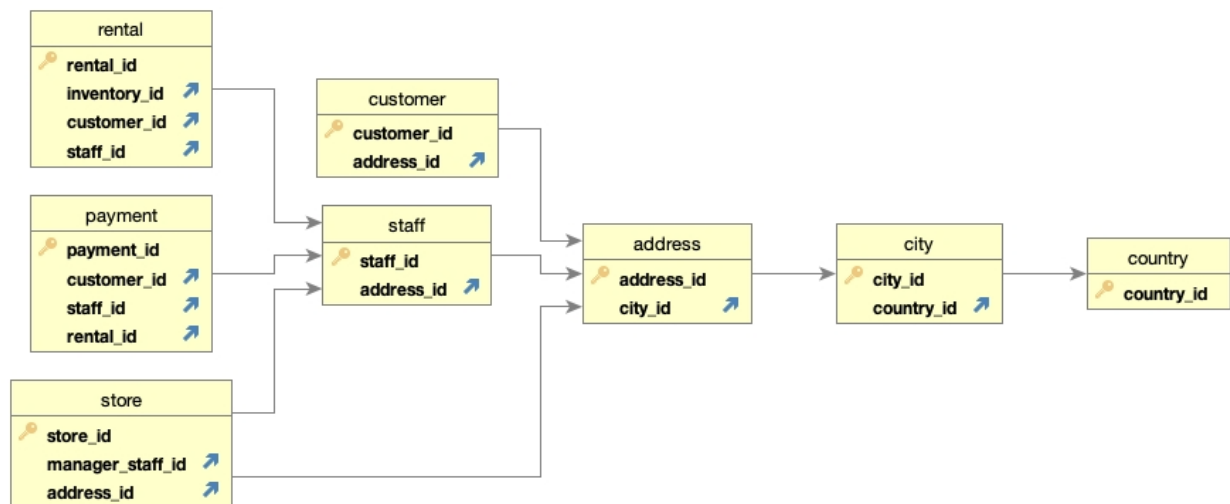 rental
rental_id
inventory_id
customer_id
staff_id
customer
customer_id
address_id
payment
payment_id
customer_id
staff_id
rental_id
staff
staff_id
address_id
address
address_id
city_id
city
city_id
country_id
country
country_id
store
store_id
manager_staff_id
address_id